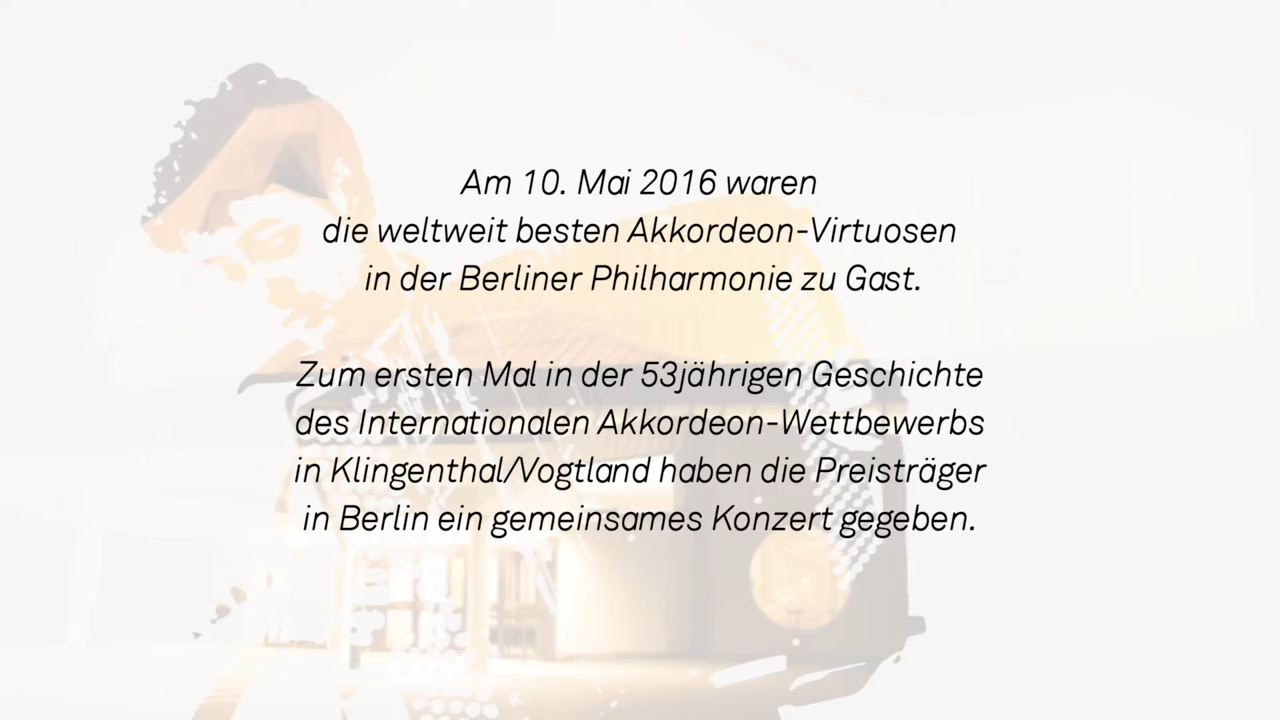 Am 10. Mai 2016 waren
die weltweit besten Akkordeon-Virtuosen
in der Berliner Philharmonie zu Gast.
Zum ersten Mal in der 53jährigen Geschichte
des Internationalen Akkordeon-Wettbewerbs
in Klingenthal/Vogtland haben die Preisträger
in Berlin ein gemeinsames Konzert gegeben.